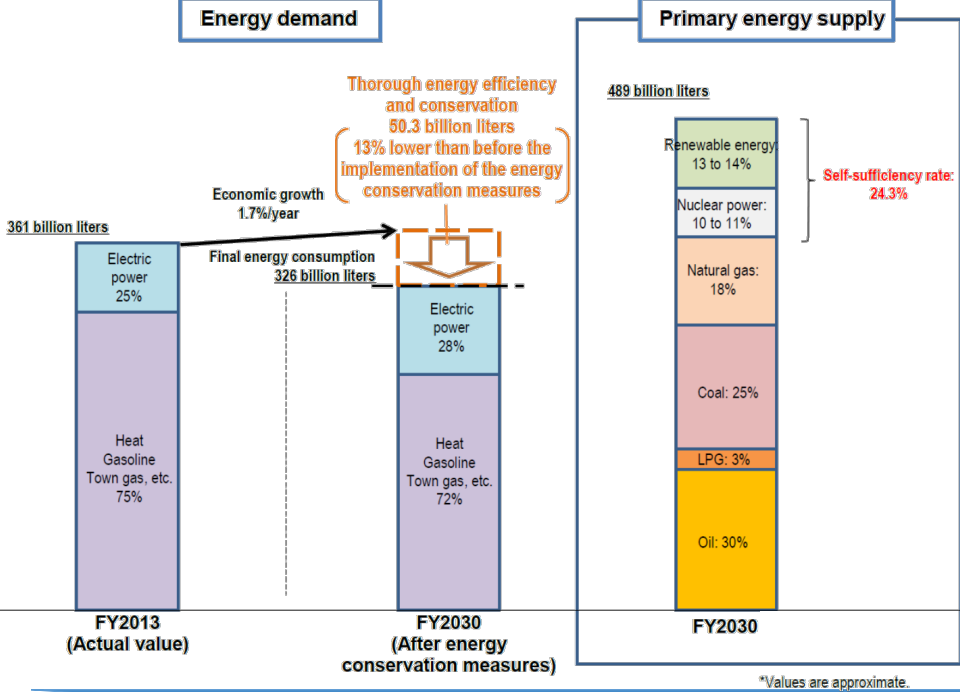 Energy demand
Primary energy supply
Thorough energy efficiency
and conservation
50.3 billion liters
13% lower than before the
implementation of the energy
conservation measures
Economic growth
1.7%/year
361 billion liters
Electric
power
25%
Heat
Gasoline
Town gas, etc.
75%
FY2013
(Actual value)
Final energy consumption
326 billion liters
Electric
power
28%
Heat
Gasoline
Town gas, etc.
72%
FY2030
(After energy
conservation measures)
489 billion liters
Renewable energy:
13 to 14%
Nuclear power:
10 to 11%
Natural gas:
18%
Coal: 25%
LPG: 3%
Oil: 30%
FY2030
Self-sufficiency rate:
24.3%
*Values are approximate.